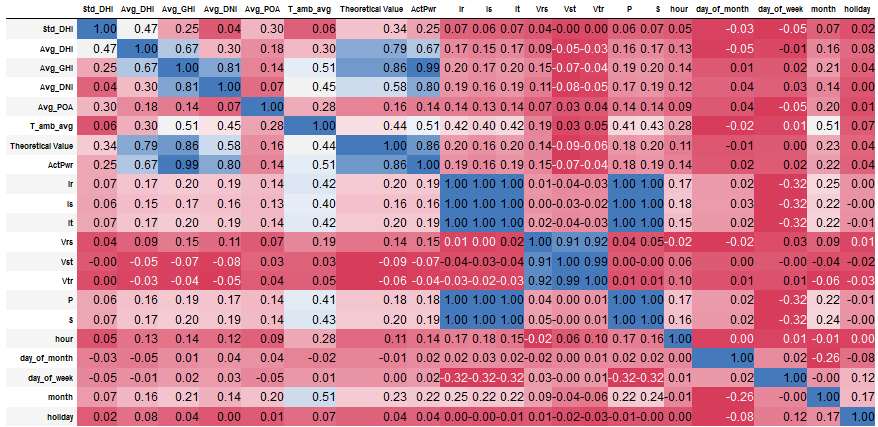 Std_DHI Avg_DHI Avg_GHI Avg_DNI Avg_POA T_amb_avg Theoretical Value ActPwr Ir Is It Vrs Vst Vtr P S hour day_of_month day_of_week month holiday
Std_DHI 1.00 0.47 0.25 0.04 0.30 0.06 0.34 0.25 0.07 0.06 0.07 0.04 -0.00 0.00 0.06 0.07 0.05 -0.03 -0.05 0.07 0.02
Avg_DHI 0.47 1.00 0.67 0.30 0.18 0.30 0.79 0.67 0.17 0.15 0.17 0.09 -0.05 -0.03 0.16 0.17 0.13 -0.05 -0.01 0.16 0.08
Avg_GHI 0.25 0.67 1.00 0.81 0.14 0.51 0.86 0.99 0.20 0.17 0.20 0.15 -0.07 -0.04 0.19 0.20 0.14 0.01 0.02 0.21 0.04
Avg_DNI 0.04 0.30 0.81 1.00 0.07 0.45 0.58 0.80 0.19 0.16 0.19 0.11 -0.08 -0.05 0.17 0.19 0.12 0.04 0.03 0.14 0.00
Avg_POA 0.30 0.18 0.14 0.07 1.00 0.28 0.16 0.14 0.14 0.13 0.14 0.07 0.03 0.04 0.14 0.14 0.09 0.04 -0.05 0.20 0.01
T_amb_avg 0.06 0.30 0.51 0.45 0.28 1.00 0.44 0.51 0.42 0.40 0.42 0.19 0.03 0.05 0.41 0.43 0.28 -0.02 0.01 0.51 0.07
Theoretical Value 0.34 0.79 0.86 0.58 0.16 0.44 1.00 0.86 0.20 0.16 0.20 0.14 -0.09 -0.06 0.18 0.20 0.11 -0.01 0.00 0.23 0.04
ActPwr 0.25 0.67 0.99 0.80 0.14 0.51 0.86 1.00 0.19 0.16 0.19 0.15 -0.07 -0.04 0.18 0.19 0.14 0.02 0.02 0.22 0.04
Ir 0.07 0.17 0.20 0.19 0.14 0.42 0.20 0.19 1.00 1.00 1.00 0.01 -0.04 -0.03 1.00 1.00 0.17 0.02 -0.32 0.25 0.00
Is 0.06 0.15 0.17 0.16 0.13 0.40 0.16 0.16 1.00 1.00 1.00 0.00 -0.03 -0.02 1.00 1.00 0.18 0.03 -0.32 0.22 -0.00
It 0.07 0.17 0.20 0.19 0.14 0.42 0.20 0.19 1.00 1.00 1.00 0.02 -0.04 -0.03 1.00 1.00 0.15 0.02 -0.32 0.22 -0.01
Vrs 0.04 0.09 0.15 0.11 0.07 0.19 0.14 0.15 0.01 0.00 0.02 1.00 0.91 0.92 0.04 0.05 -0.02 -0.02 0.03 0.09 0.01
Vst -0.00 -0.05 -0.07 -0.08 0.03 0.03 -0.09 -0.07 -0.04 -0.03 -0.04 0.91 1.00 0.99 -0.00 -0.00 0.06 0.02 -0.00 -0.04 -0.02
Vtr 0.00 -0.03 -0.04 -0.05 0.04 0.05 -0.06 -0.04 -0.03 -0.02 -0.03 0.92 0.99 1.00 0.01 0.01 0.10 0.01 0.01 -0.06 -0.03
P 0.06 0.16 0.19 0.17 0.14 0.41 0.18 0.18 1.00 1.00 1.00 0.04 -0.00 0.01 1.00 1.00 0.17 0.02 -0.32 0.22 -0.01
S 0.07 0.17 0.20 0.19 0.14 0.43 0.20 0.19 1.00 1.00 1.00 0.05 -0.00 0.01 1.00 1.00 0.16 0.02 -0.32 0.24 -0.00
hour 0.05 0.13 0.14 0.12 0.09 0.28 0.11 0.14 0.17 0.18 0.15 -0.02 0.06 0.10 0.17 0.16 1.00 0.00 0.01 -0.01 -0.00
day_of_month -0.03 -0.05 0.01 0.04 0.04 -0.02 -0.01 0.02 0.02 0.03 0.02 -0.02 0.02 0.01 0.02 0.02 0.00 1.00 0.02 -0.26 -0.08
day_of_week -0.05 -0.01 0.02 0.03 -0.05 0.01 0.00 0.02 -0.32 -0.32 -0.32 0.03 -0.00 0.01 -0.32 -0.32 0.01 0.02 1.00 -0.00 0.12
month 0.07 0.16 0.21 0.14 0.20 0.51 0.23 0.22 0.25 0.22 0.22 0.09 -0.04 -0.06 0.22 0.24 -0.01 -0.26 -0.00 1.00 0.17
holiday 0.02 0.08 0.04 0.00 0.01 0.07 0.04 0.04 0.00 -0.00 -0.01 0.01 -0.02 -0.03 -0.01 -0.00 -0.00 -0.08 0.12 0.17 1.00